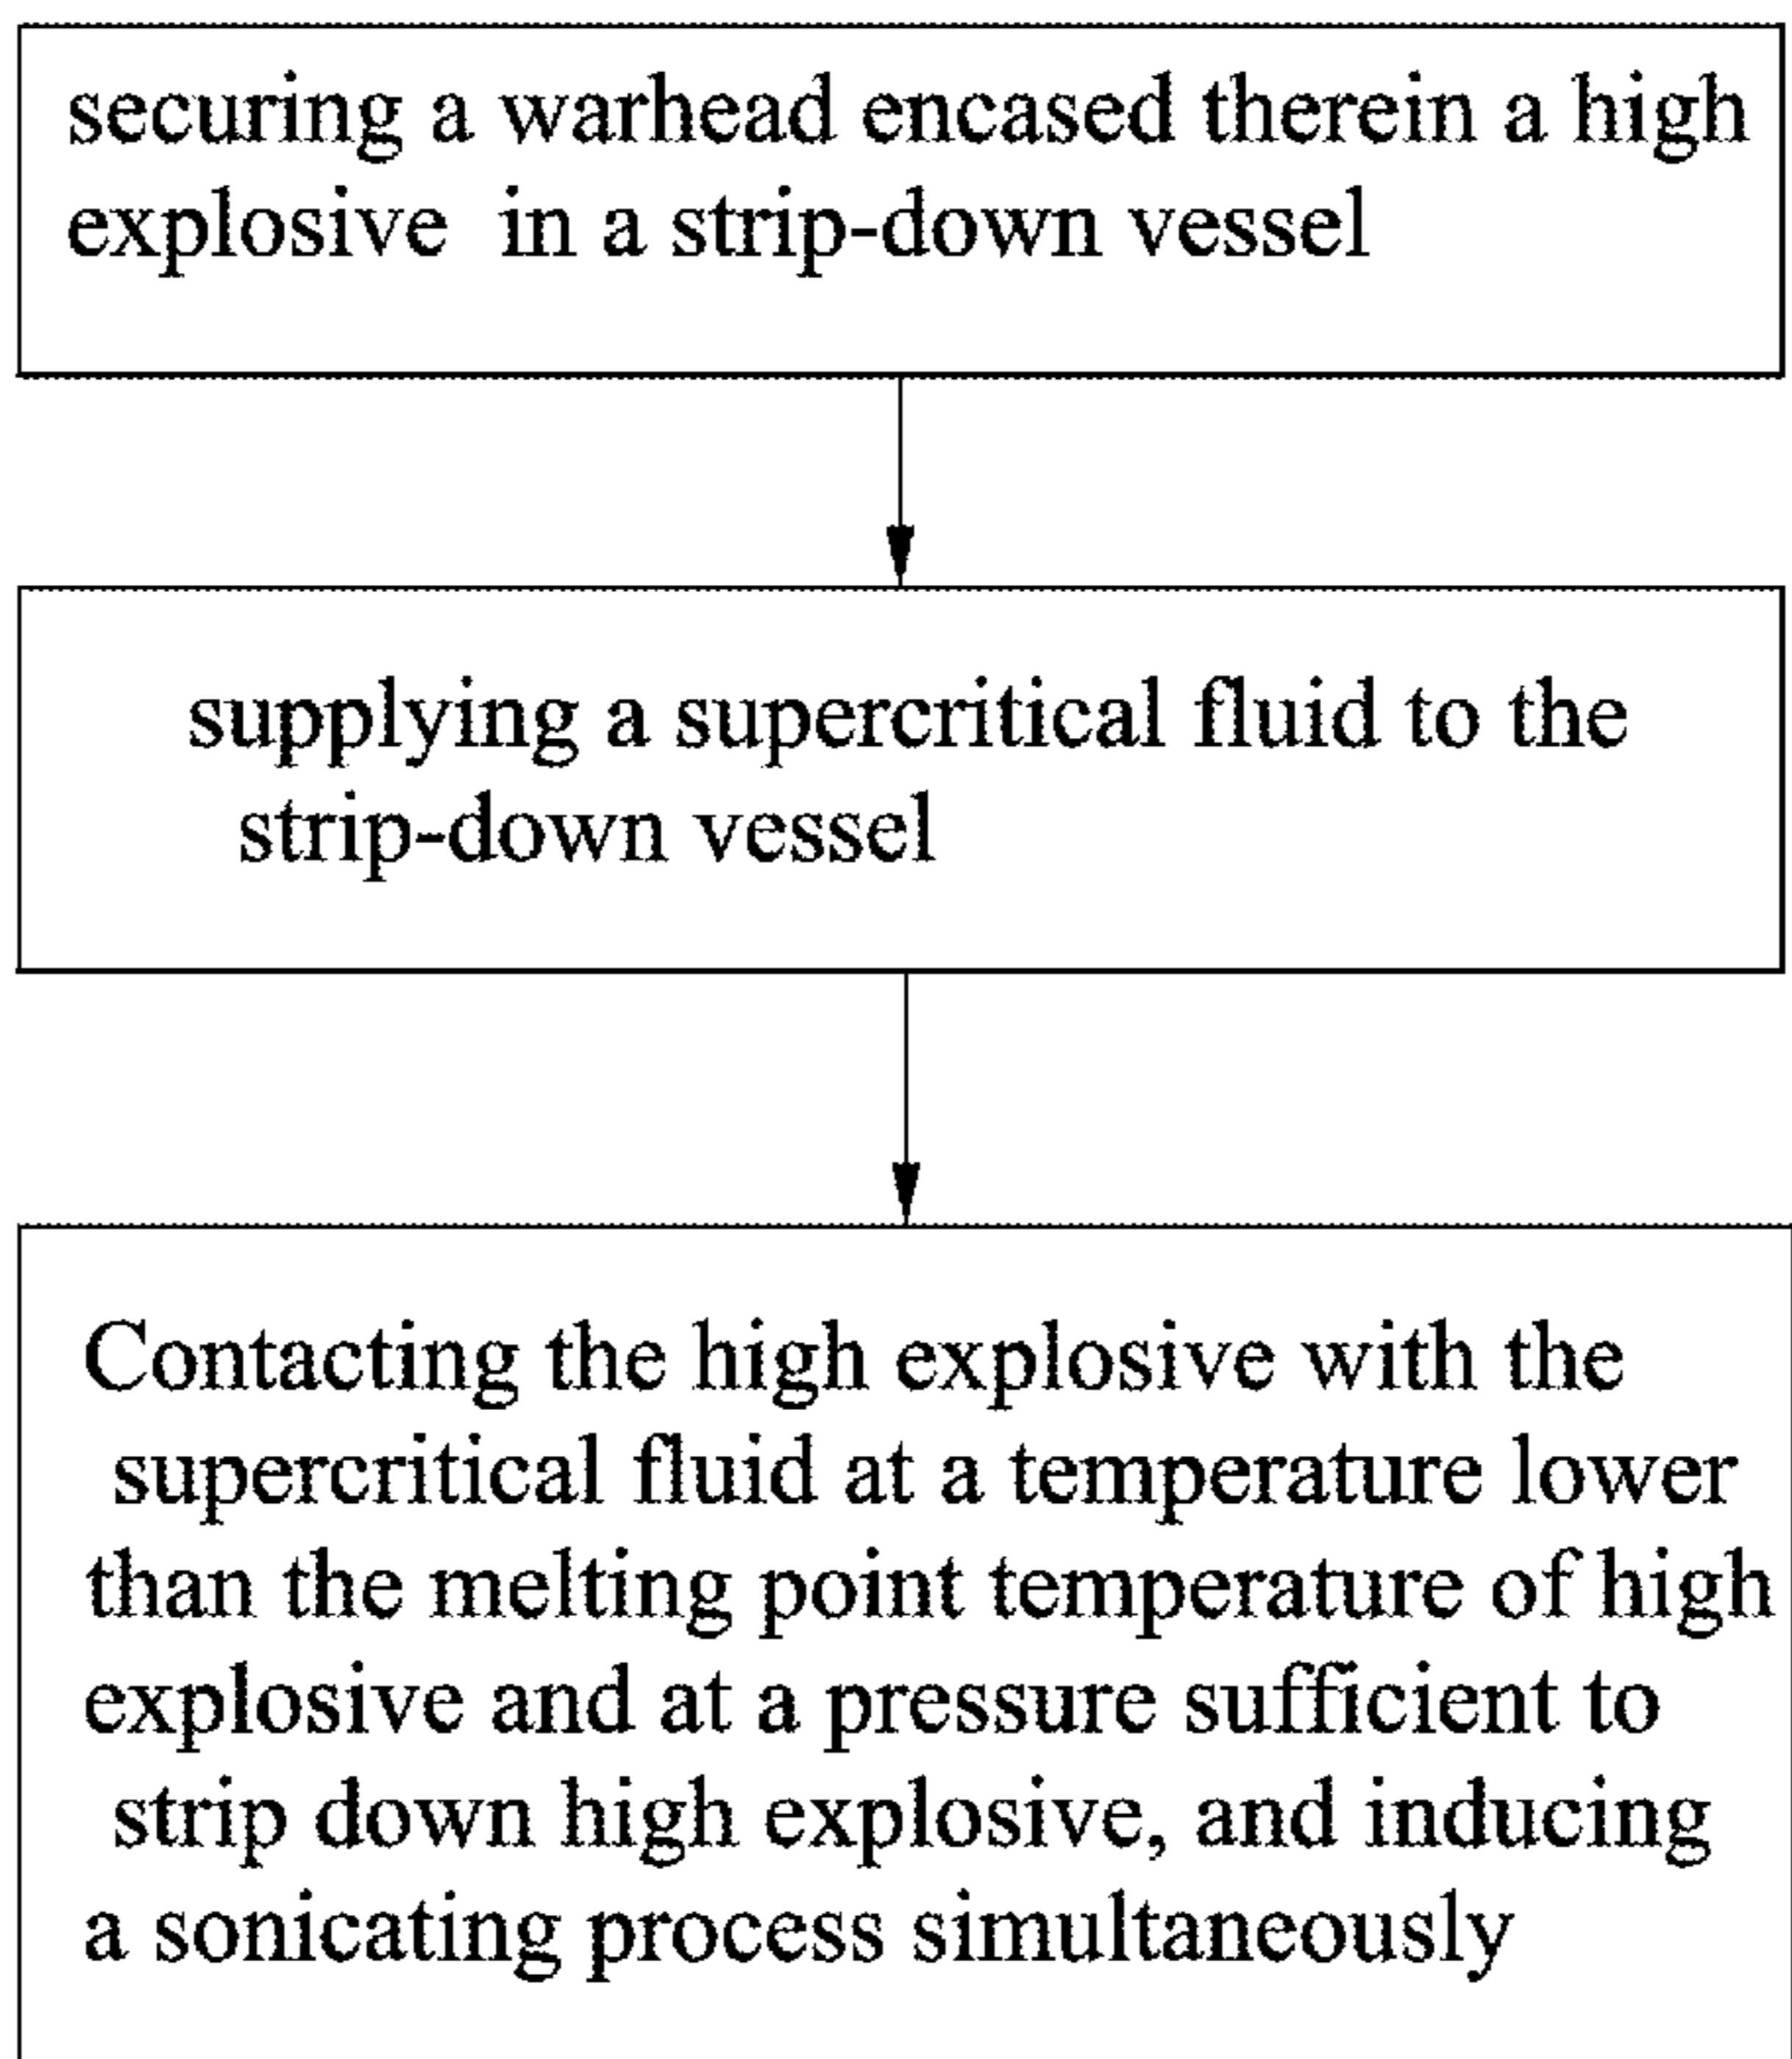 securing a warhead encased therein a high
explosive in a strip-down vessel
supplying a supercritical fluid to the
strip-down vessel
Contacting the high explosive with the
supercritical fluid at a temperature lower
than the melting point temperature of high
explosive and at a pressure sufficient to
strip down high explosive, and inducing
a sonicating process simultaneously